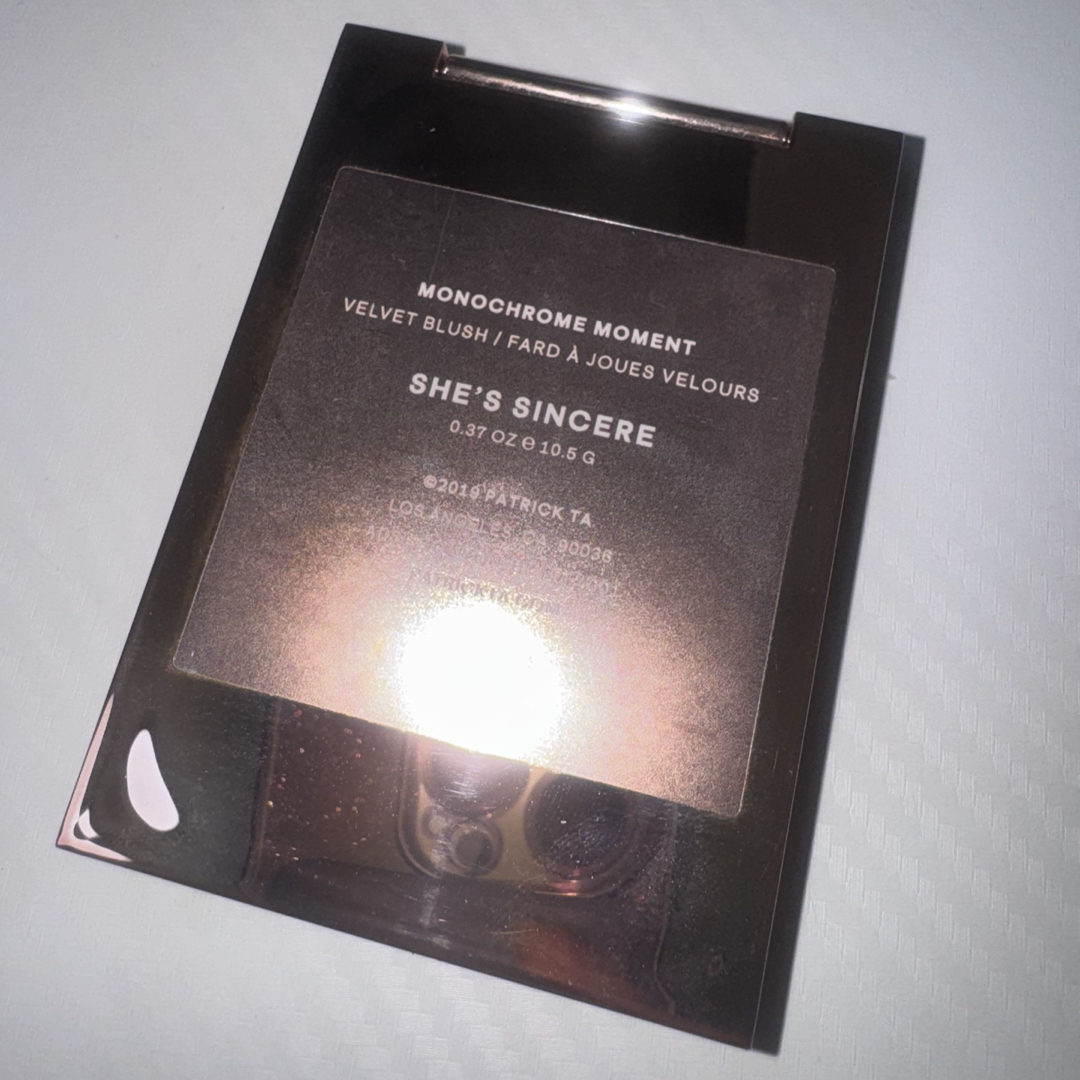 MONOCHROME MOMENT
VELVET BLUSH / FARD À JOUES VELOURS
SHE'S SINCERE
0.37 OZ ℮ 10.5 G
©2019 PATRICK TA
LOS ANGELES, CA, 90036